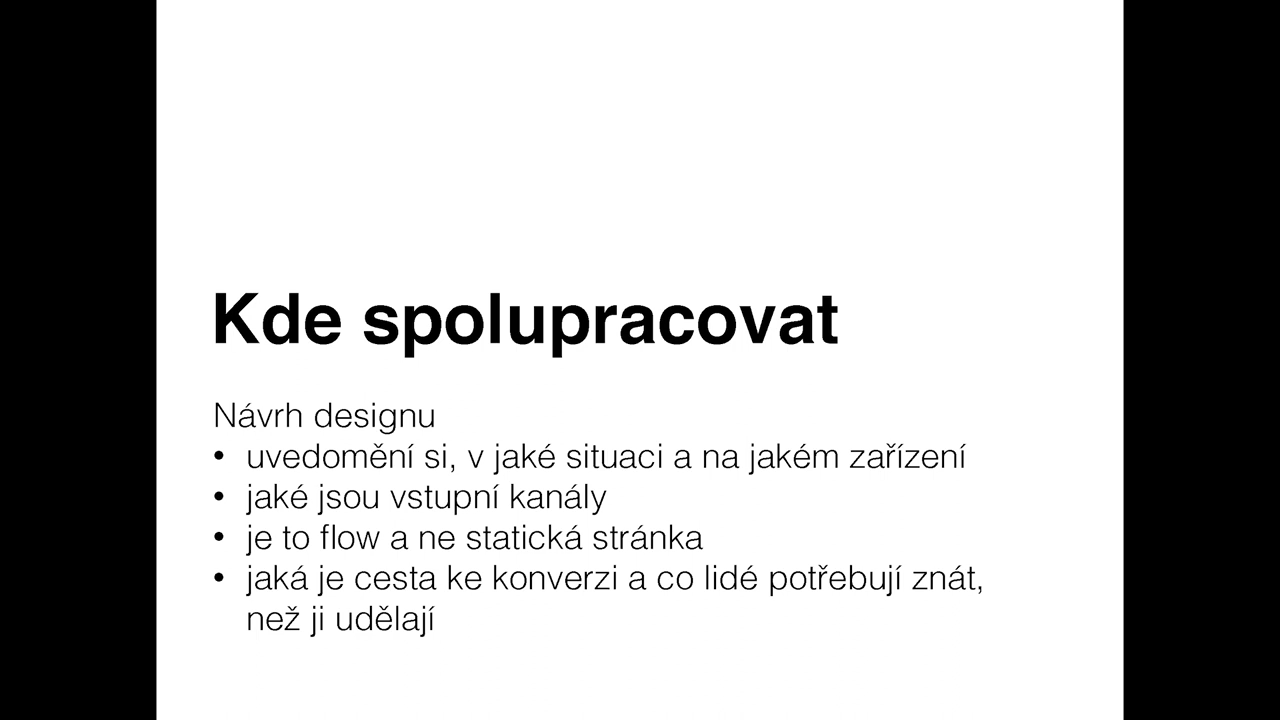 Kde spolupracovat
Návrh designu
• uvedomění si, v jaké situaci a na jakém zařízení
• jaké jsou vstupní kanály
• je to flow a ne statická stránka
• jaká je cesta ke konverzi a co lidé potřebují znát,
než ji udělají